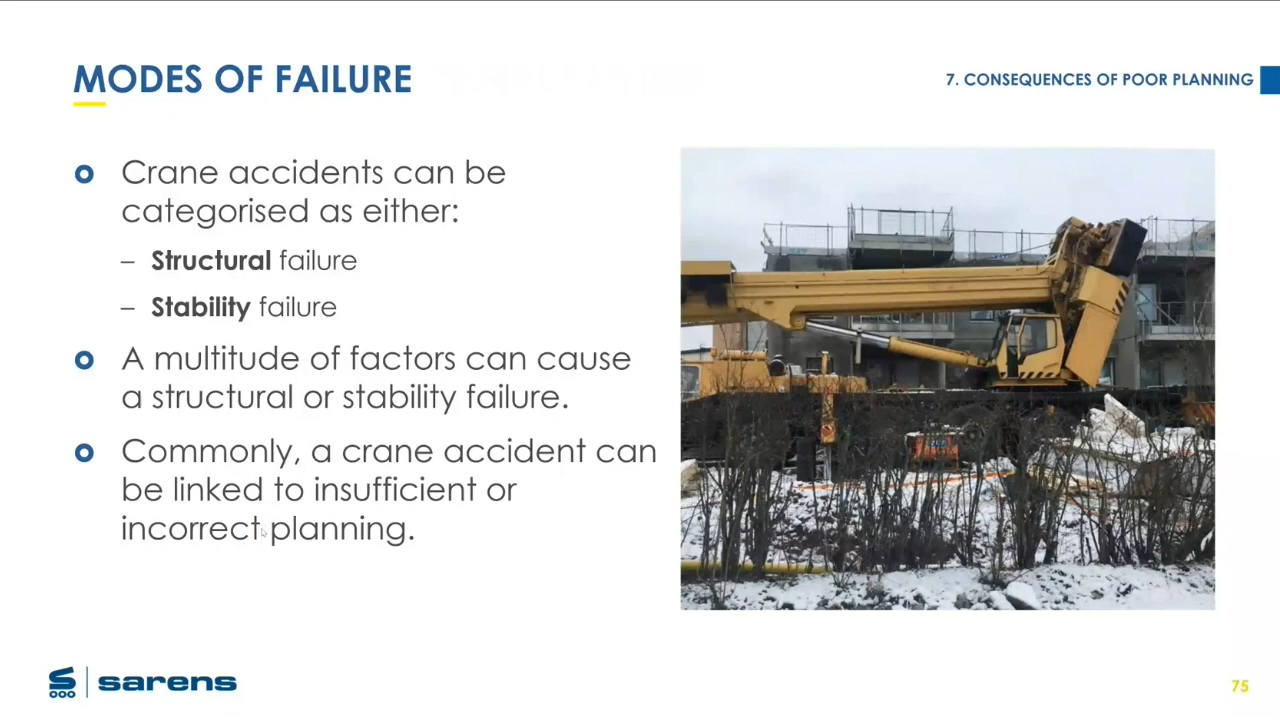 MODES OF FAILURE
7. CONSEQUENCES OF POOR PLANNING
Crane accidents can be
categorised as either:
– Structural failure
– Stability failure
A multitude of factors can cause
a structural or stability failure.
Commonly, a crane accident can
be linked to insufficient or
incorrect planning.
sarens
75